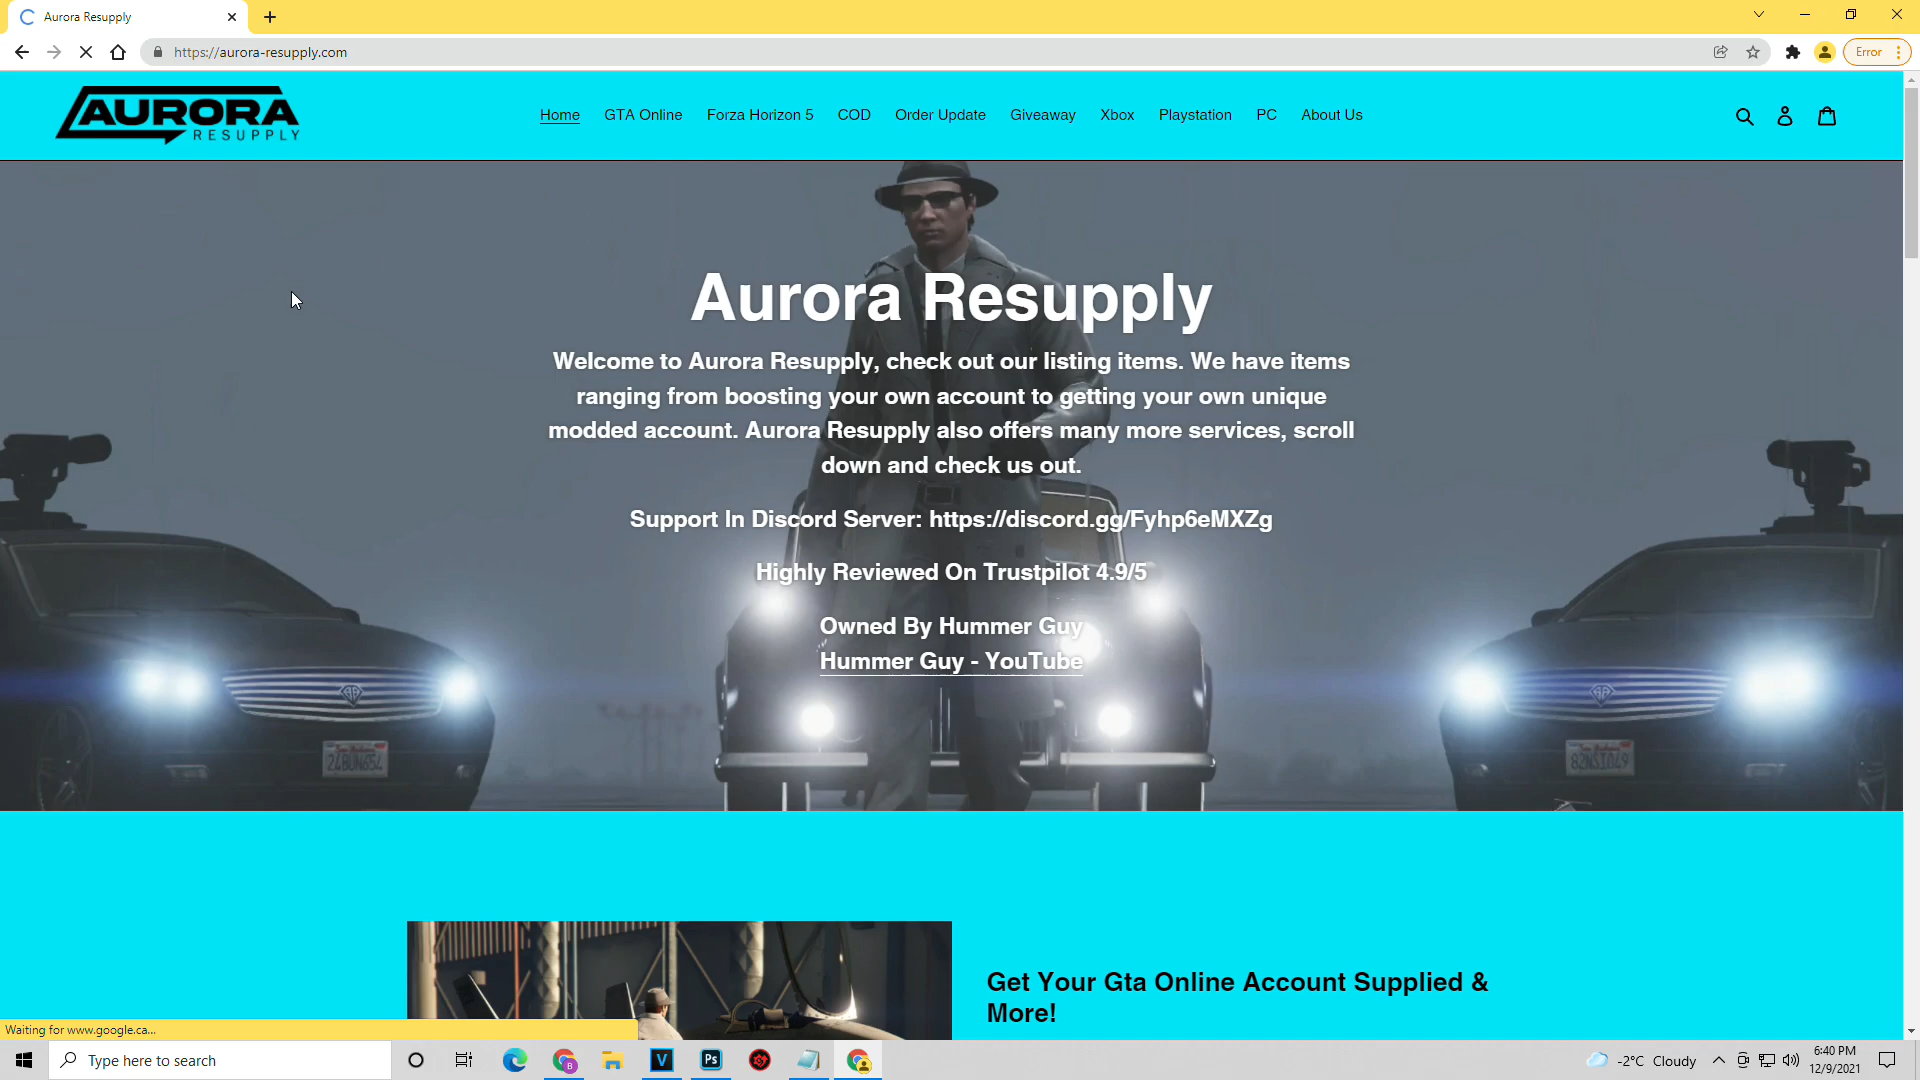 Aurora Resupply
https://aurora-resupply.com
Error
AURORA
RESUPPLY
Home GTA Online Forza Horizon 5 COD Order Update Giveaway Xbox Playstation PC About Us
Aurora Resupply
Welcome to Aurora Resupply, check out our listing items. We have items
ranging from boosting your own account to getting your own unique
modded account. Aurora Resupply also offers many more services, scroll
down and check us out.
Support In Discord Server: https://discord.gg/Fyhp6eMXZg
Highly Reviewed On Trustpilot 4.9/5
Owned By Hummer Guy
Hummer Guy - YouTube
Get Your Gta Online Account Supplied &
More!
Waiting for www.google.ca...
Type here to search
B
V
Ps
-2°C Cloudy
6:40 PM
12/9/2021